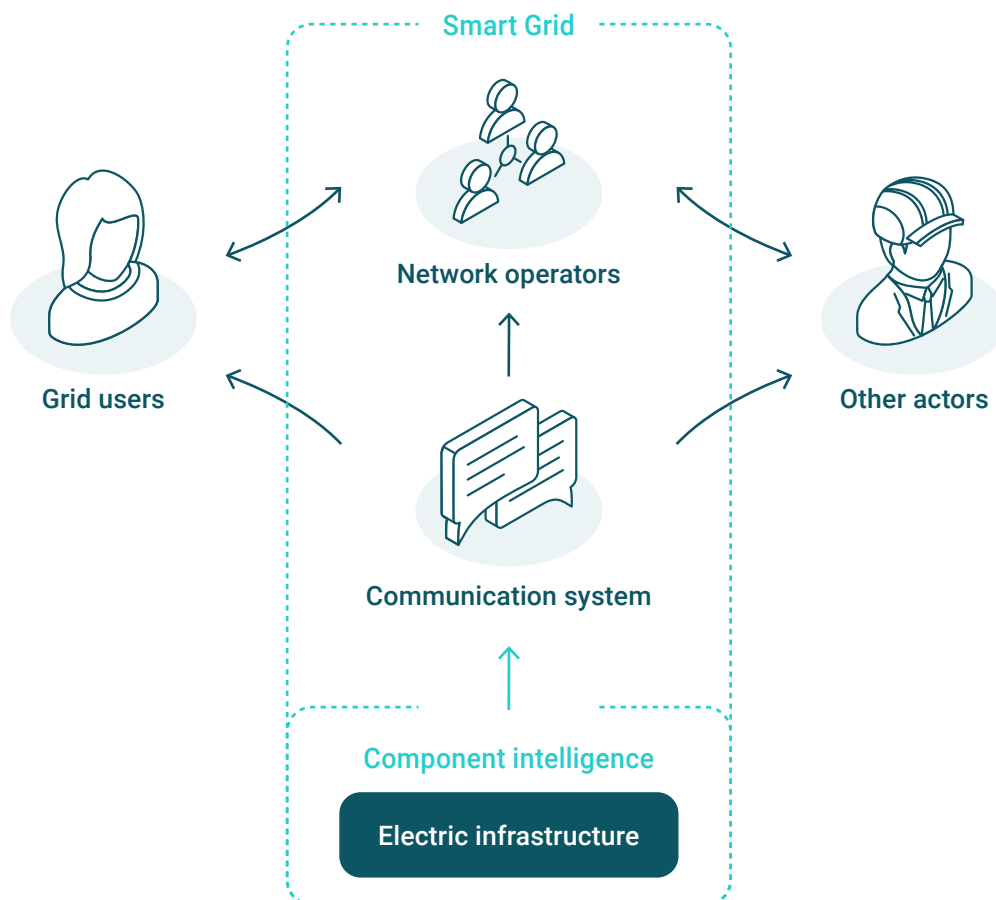 Smart Grid
Network operators
Grid users
Other actors
Communication system
Component intelligence
Electric infrastructure